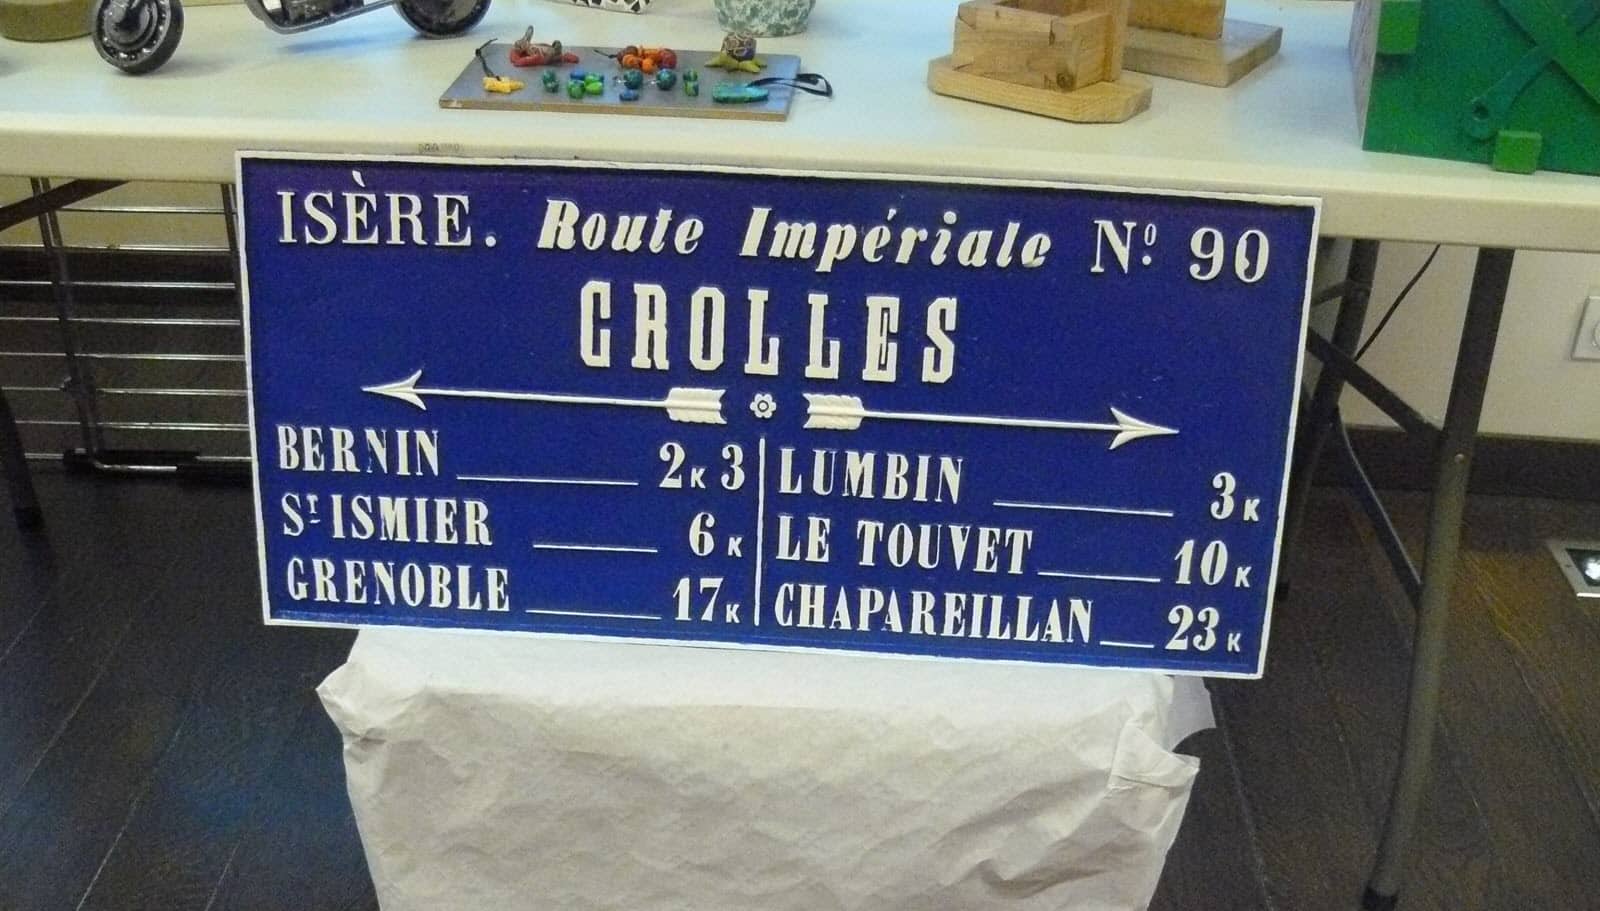 ISÈRE. Route Impériale Nº 90
CROLLES
BERNIN 2K3
ST ISMIER 6K
GRENOBLE 17K
LUMBIN 3K
LE TOUVET 10K
CHAPAREILLAN 23K